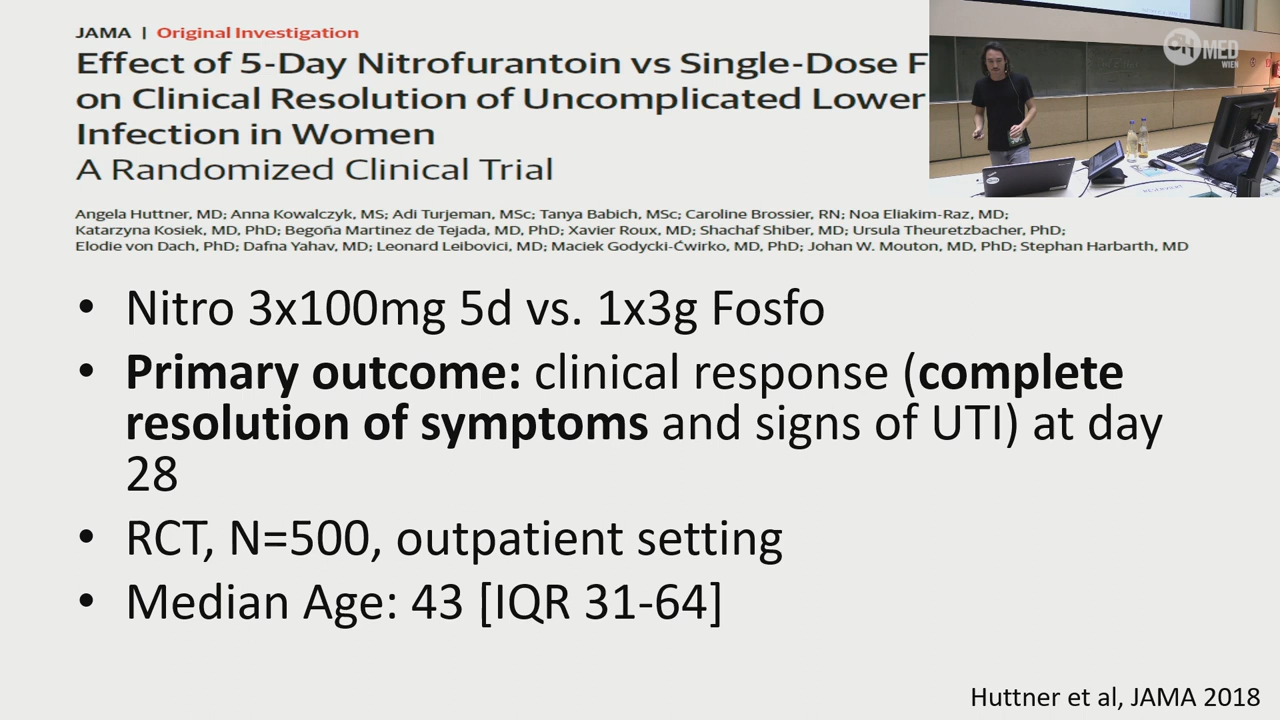 JAMA | Original Investigation
Effect of 5-Day Nitrofurantoin vs Single-Dose F
on Clinical Resolution of Uncomplicated Lower
Infection in Women
A Randomized Clinical Trial
MED
WIEN
Angela Huttner, MD; Anna Kowalczyk, MS; Adi Turjeman, MSc; Tanya Babich, MSc; Caroline Brossier, RN; Noa Eliakim-Raz, MD;
Katarzyna Kosiek, MD, PhD; Begoña Martinez de Tejada, MD, PhD; Xavier Roux, MD; Shachaf Shiber, MD; Ursula Theuretzbacher, PhD;
Elodie von Dach, PhD; Dafna Yahav, MD; Leonard Leibovici, MD; Maciek Godycki-Ćwirko, MD, PhD; Johan W. Mouton, MD, PhD; Stephan Harbarth, MD
• Nitro 3x100mg 5d vs. 1x3g Fosfo
• Primary outcome: clinical response (complete
resolution of symptoms and signs of UTI) at day
28
• RCT, N=500, outpatient setting
• Median Age: 43 [IQR 31-64]
Huttner et al, JAMA 2018